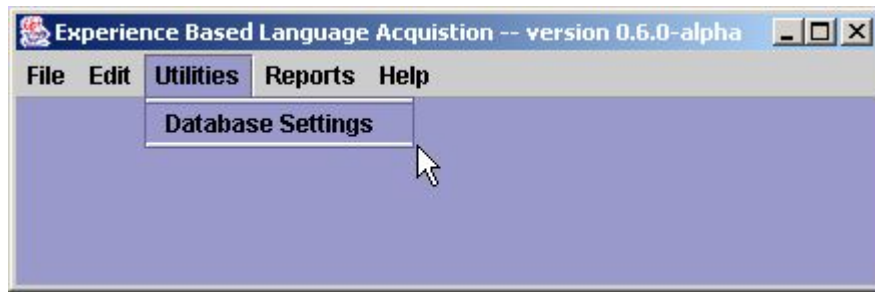 Experience Based Language Acquistion -- version 0.6.0-alpha
File Edit Utilities Reports Help
Database Settings